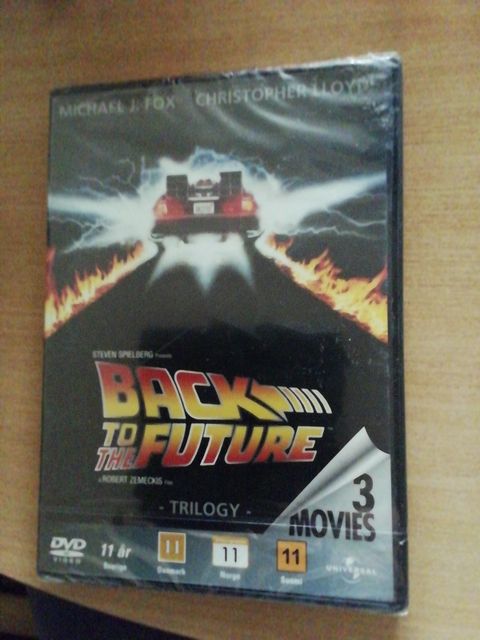 MICHAEL J. FOX CHRISTOPHER LLOYD
STEVEN SPIELBERG Presents
BACK
TO THE FUTURE
A ROBERT ZEMECKIS Film
- TRILOGY -
3
MOVIES
DVD
VIDEO
11 år
Sverige
11
Danmark
11
Norge
11
Suomi
UNIVERSAL